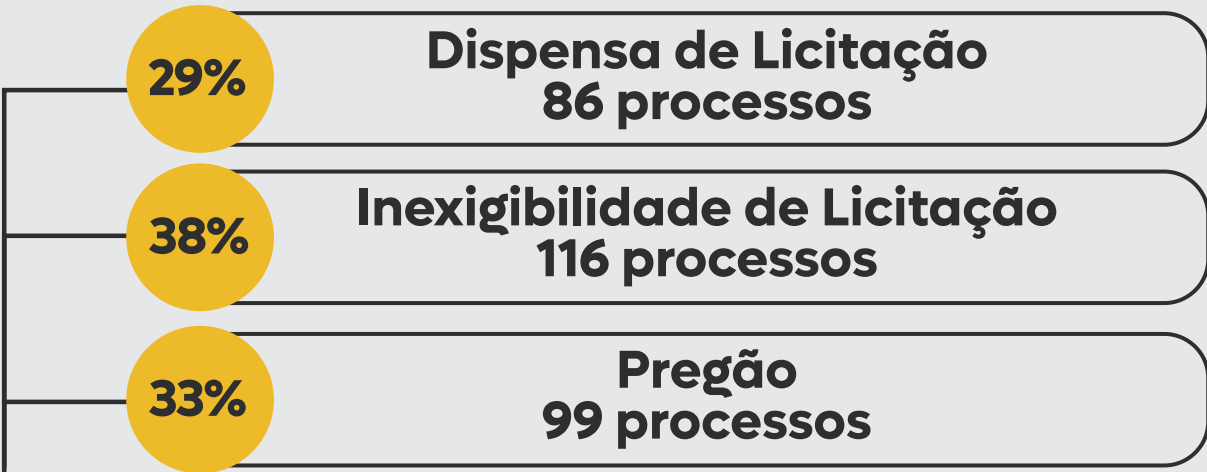 29%
Dispensa de Licitação
86 processos
38%
Inexigibilidade de Licitação
116 processos
33%
Pregão
99 processos